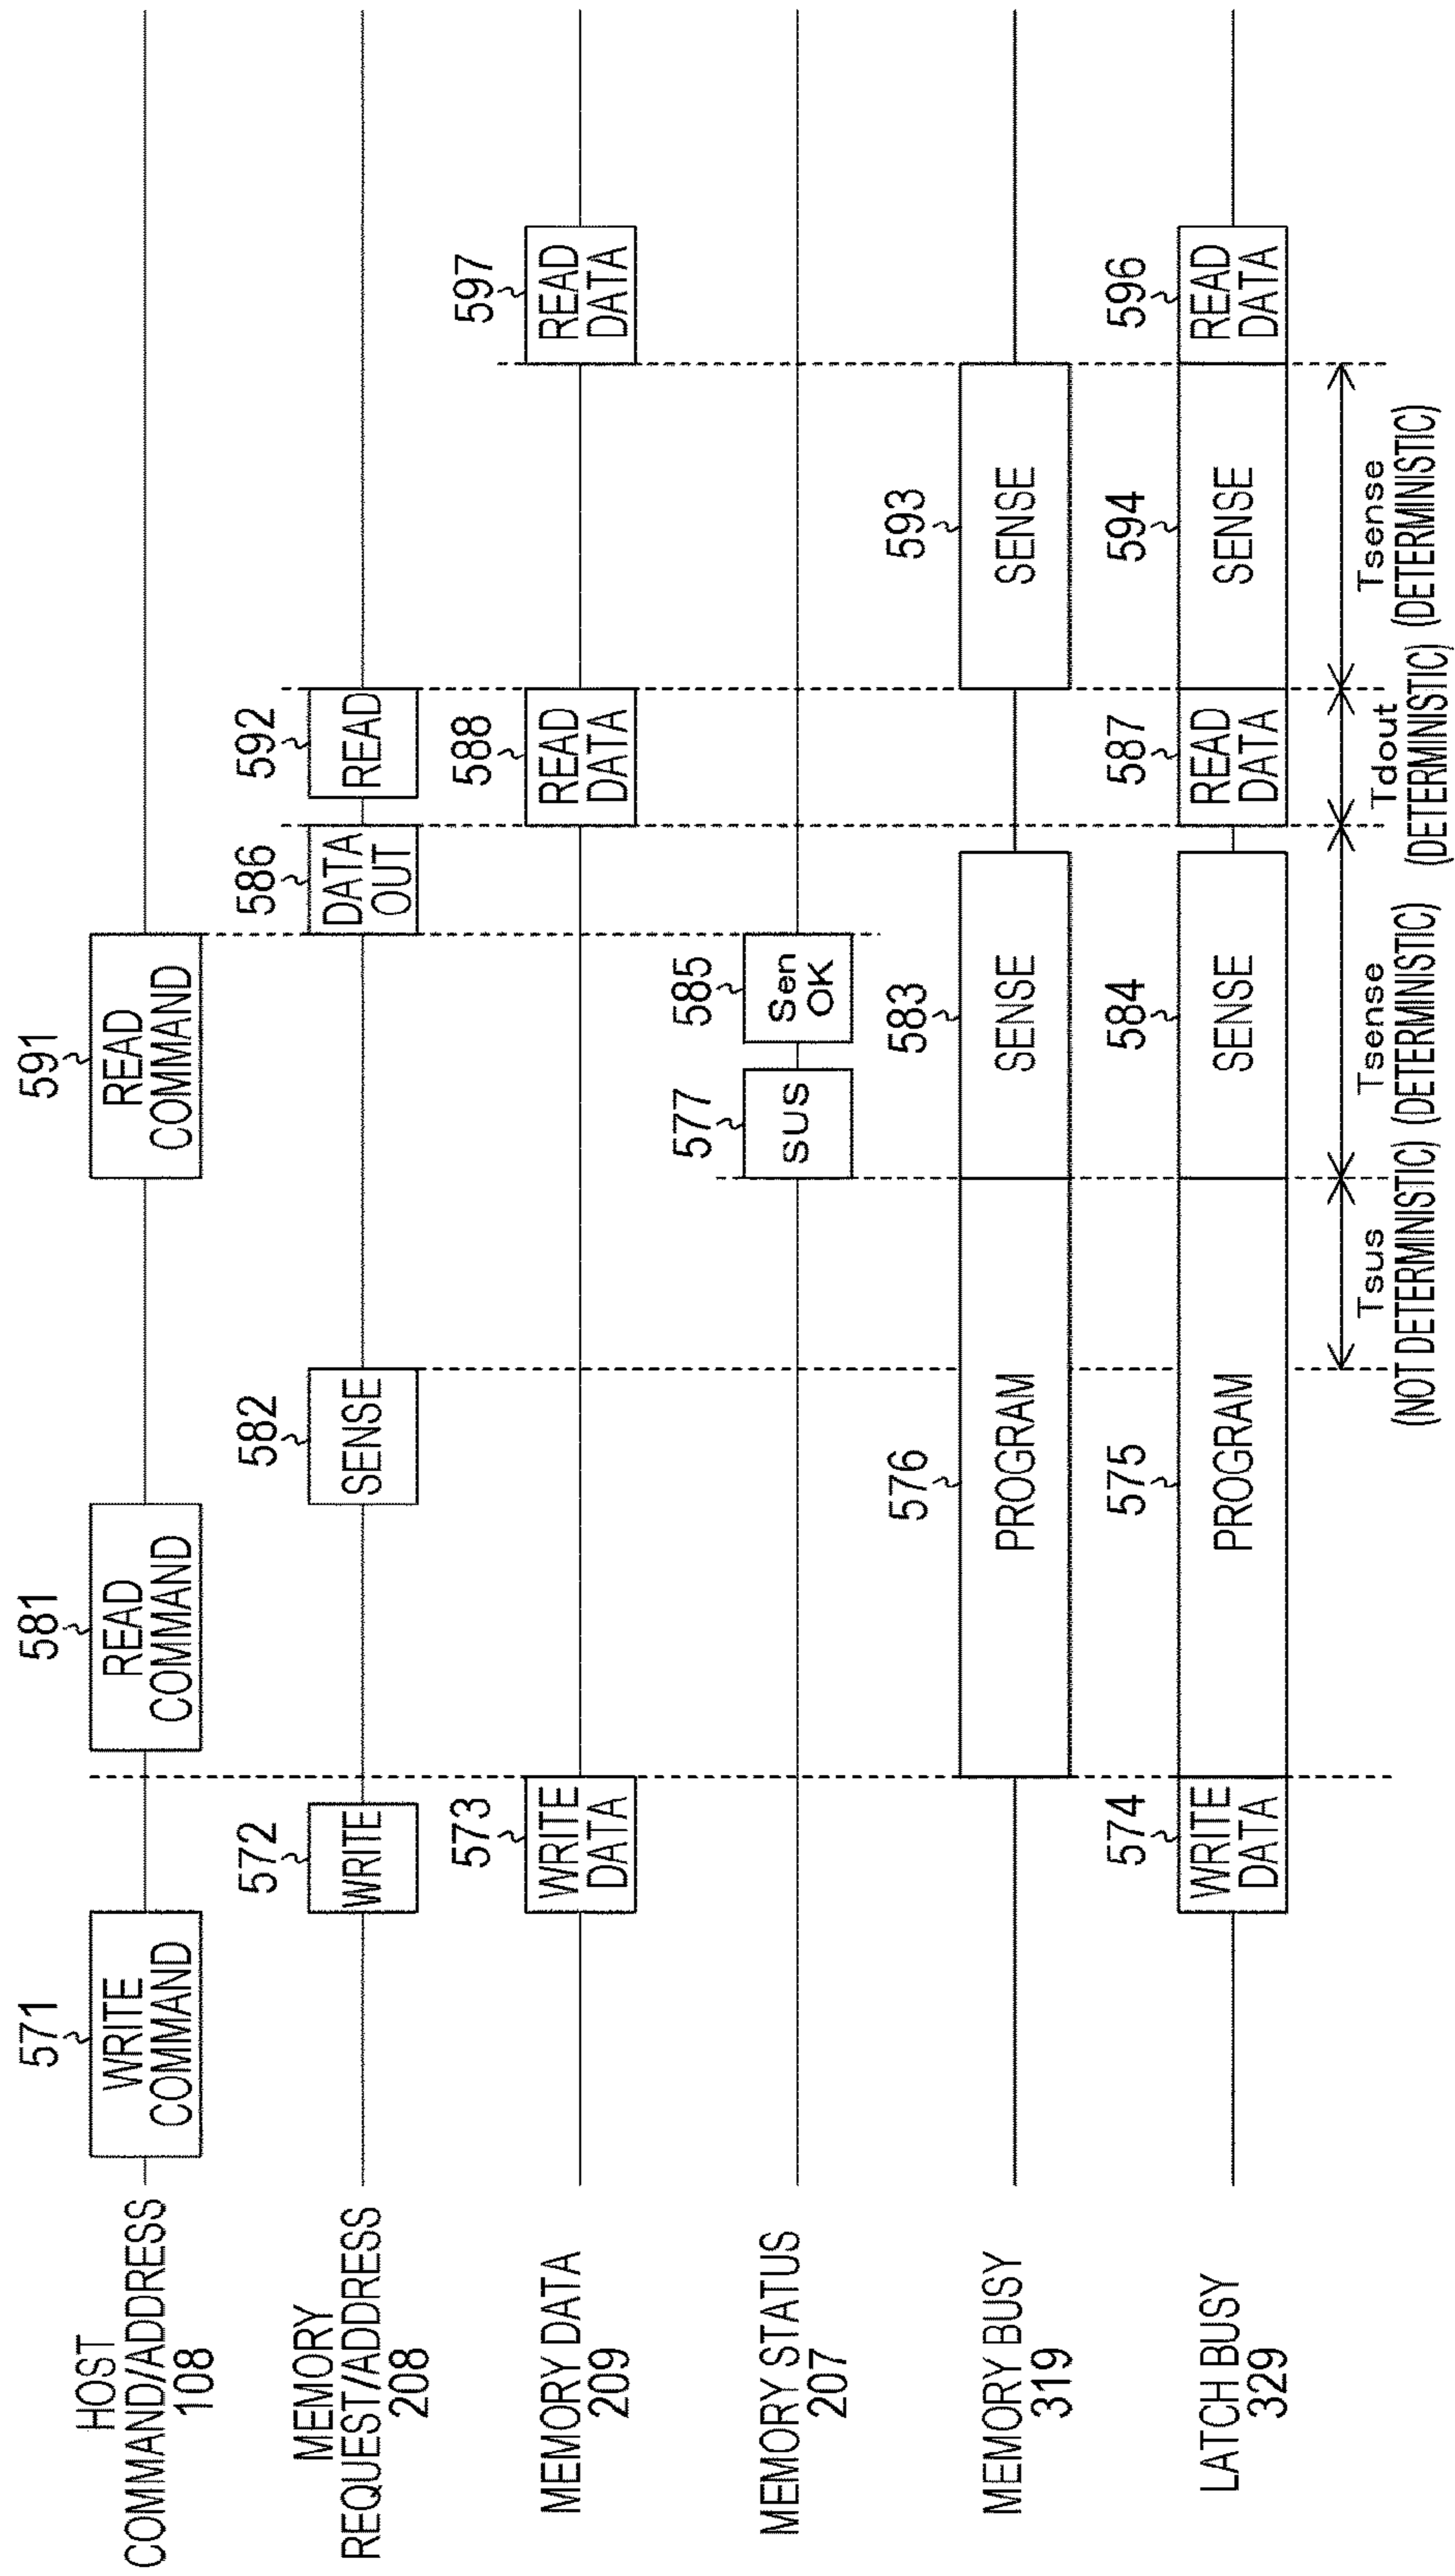 HOST
COMMAND/ADDRESS
108
571
WRITE
COMMAND
581
READ
COMMAND
591
READ
COMMAND
MEMORY
REQUEST/ADDRESS
208
572
WRITE
582
SENSE
586
DATA
OUT
592
READ
MEMORY DATA
209
573
WRITE
DATA
588
READ
DATA
597
READ
DATA
MEMORY STATUS
207
577
SUS
585
Sen
OK
MEMORY BUSY
319
576
PROGRAM
583
SENSE
593
SENSE
LATCH BUSY
329
574
WRITE
DATA
575
PROGRAM
584
SENSE
587
READ
DATA
594
SENSE
596
READ
DATA
Tsus
(NOT DETERMINISTIC)
Tsense
(DETERMINISTIC)
Tdout
(DETERMINISTIC)
Tsense
(DETERMINISTIC)